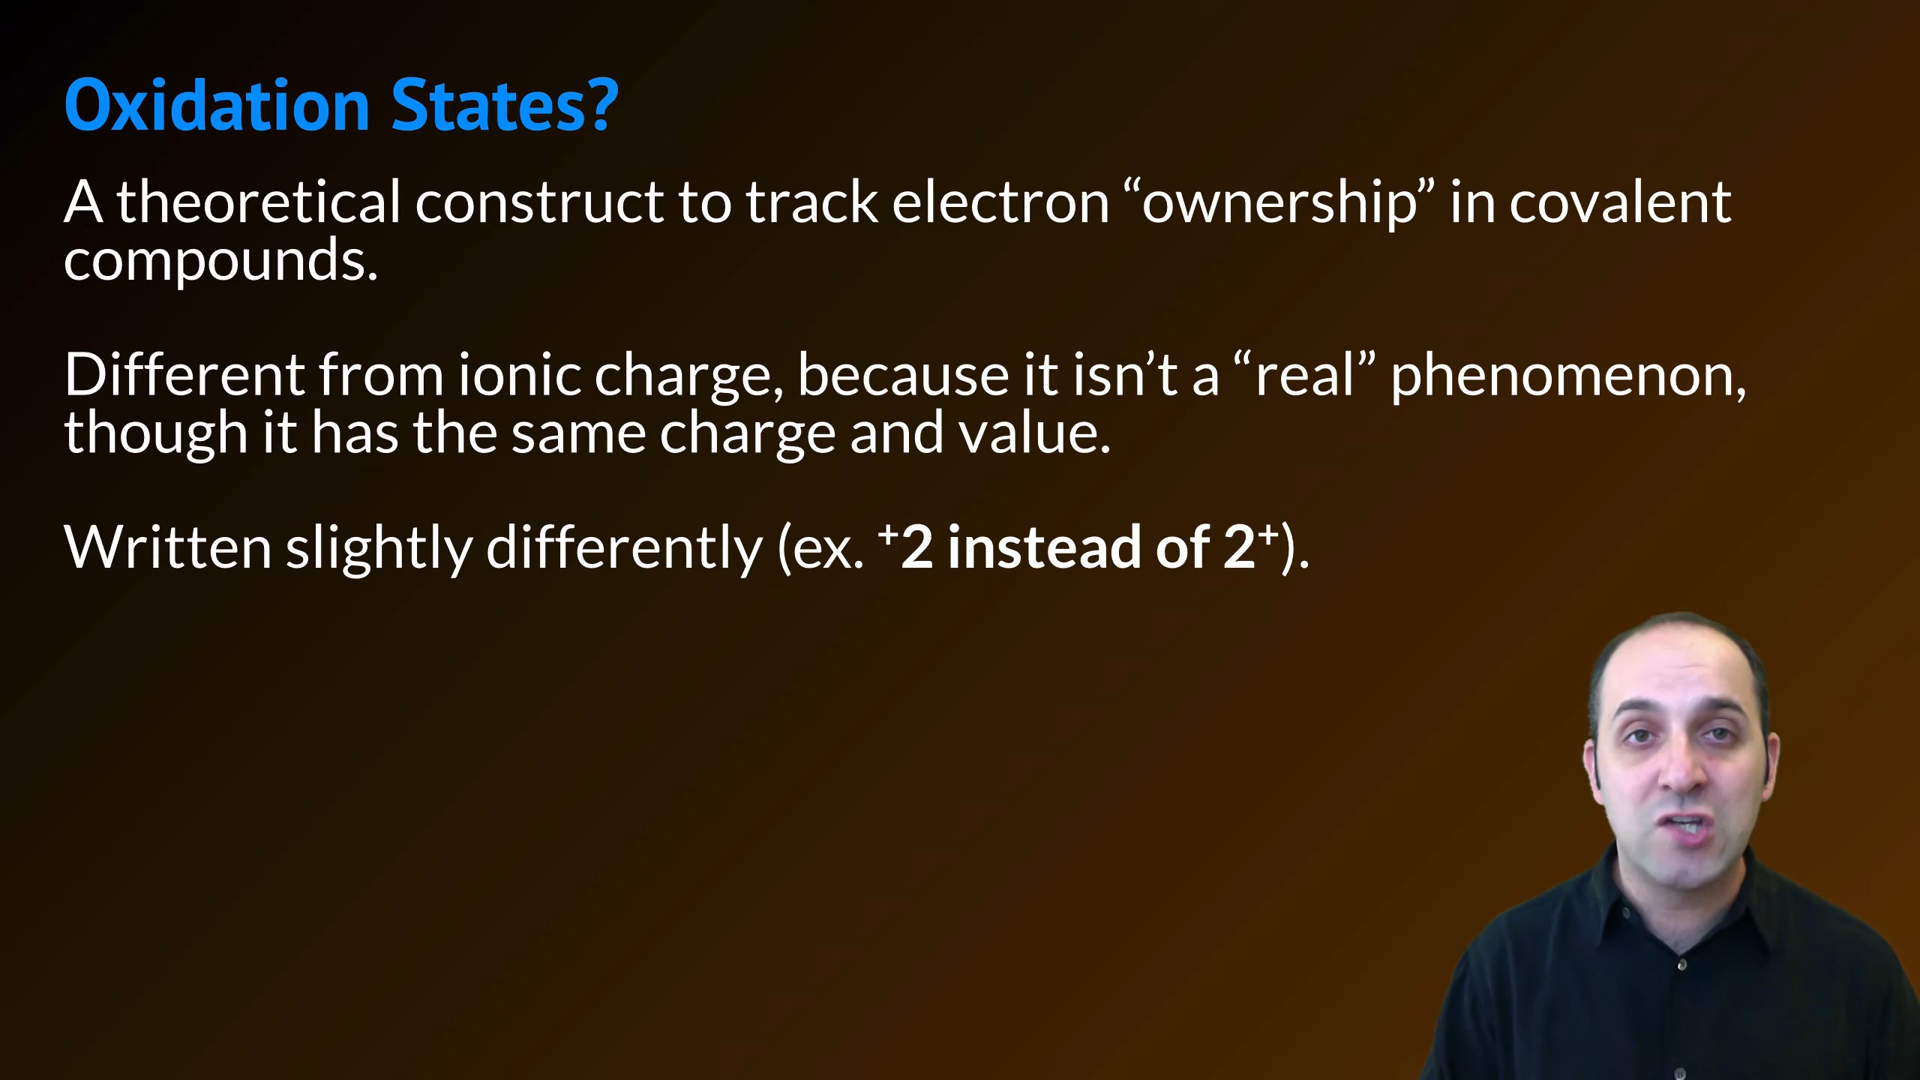 Oxidation States?
A theoretical construct to track electron “ownership” in covalent
compounds.
Different from ionic charge, because it isn’t a “real” phenomenon,
though it has the same charge and value.
Written slightly differently (ex. ⁺2 instead of 2⁺).